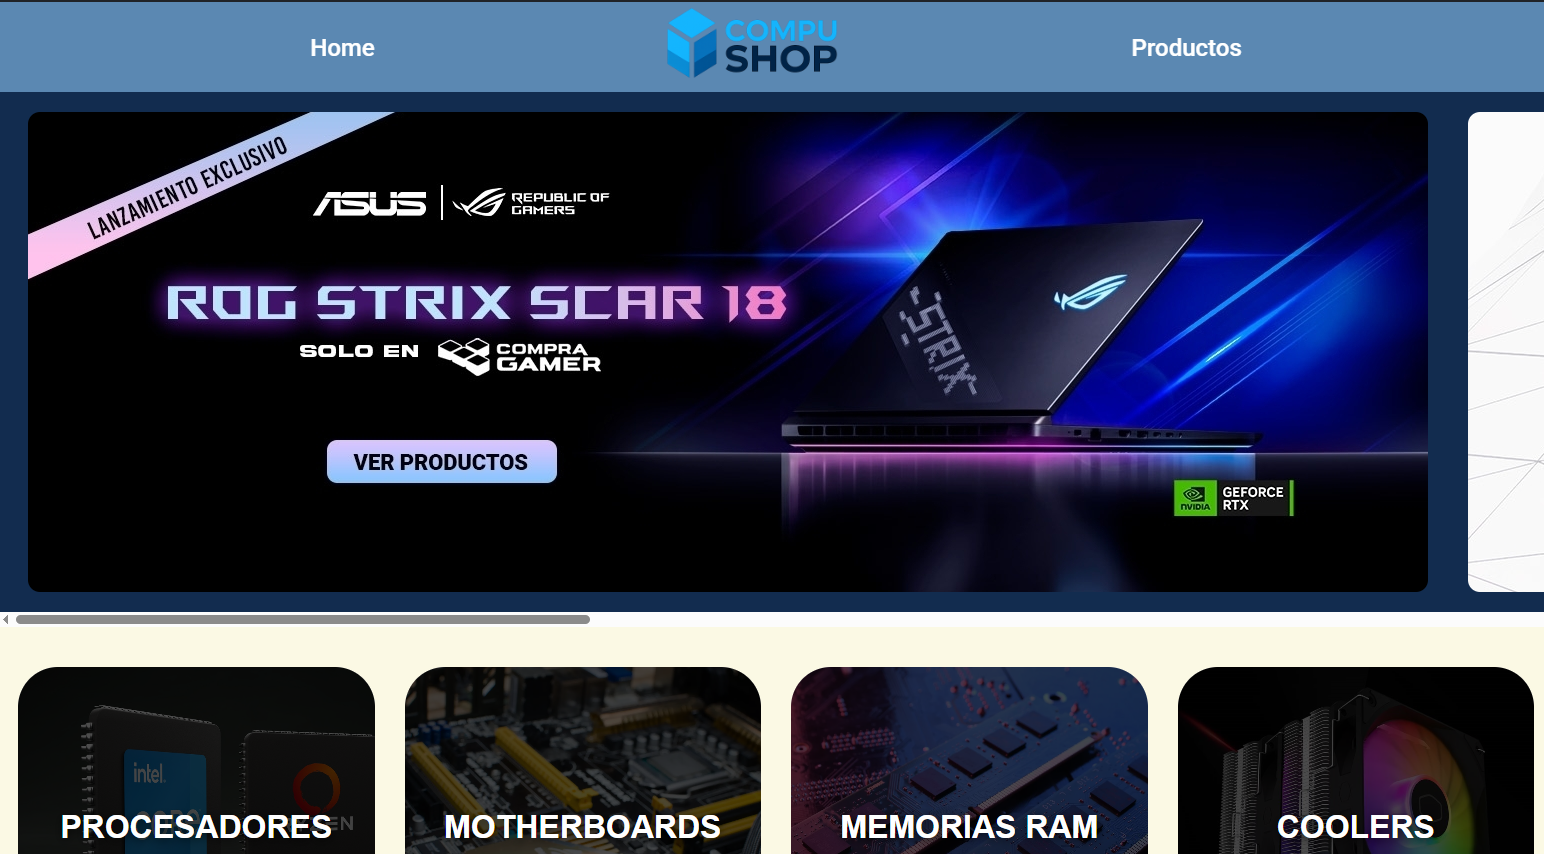 Home
COMPU
SHOP
Productos
LANZAMIENTO EXCLUSIVO
ASUS
REPUBLIC OF
GAMERS
ROG STRIX SCAR 18
SOLO EN
COMPRA
GAMER
STRIX
VER PRODUCTOS
NVIDIA
GEFORCE
RTX
intel.
PROCESADORES
MOTHERBOARDS
MEMORIAS RAM
COOLERS